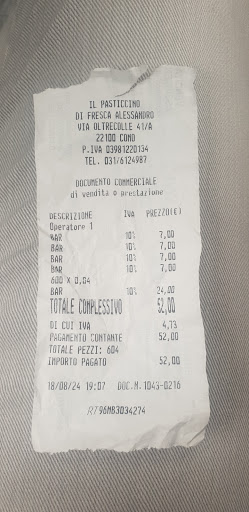 IL PASTICCINO
DI FRESCA ALESSANDRO
VIA OLTRECOLLE 41/A
22100 COMO
P.IVA 03981220134
TEL. 031/6124987
DOCUMENTO COMMERCIALE
di vendita o prestazione
DESCRIZIONE IVA PREZZO(€)
Operatore 1
BAR 10% 7,00
BAR 10% 7,00
BAR 10% 7,00
BAR 10% 7,00
600 X 0,04
BAR 10% 24,00
TOTALE COMPLESSIVO 52,00
DI CUI IVA 4,73
PAGAMENTO CONTANTE 52,00
TOTALE PEZZI: 604
IMPORTO PAGATO 52,00
18/08/24 19:07 DOC.N.1043-0216
RT 96MB3034274